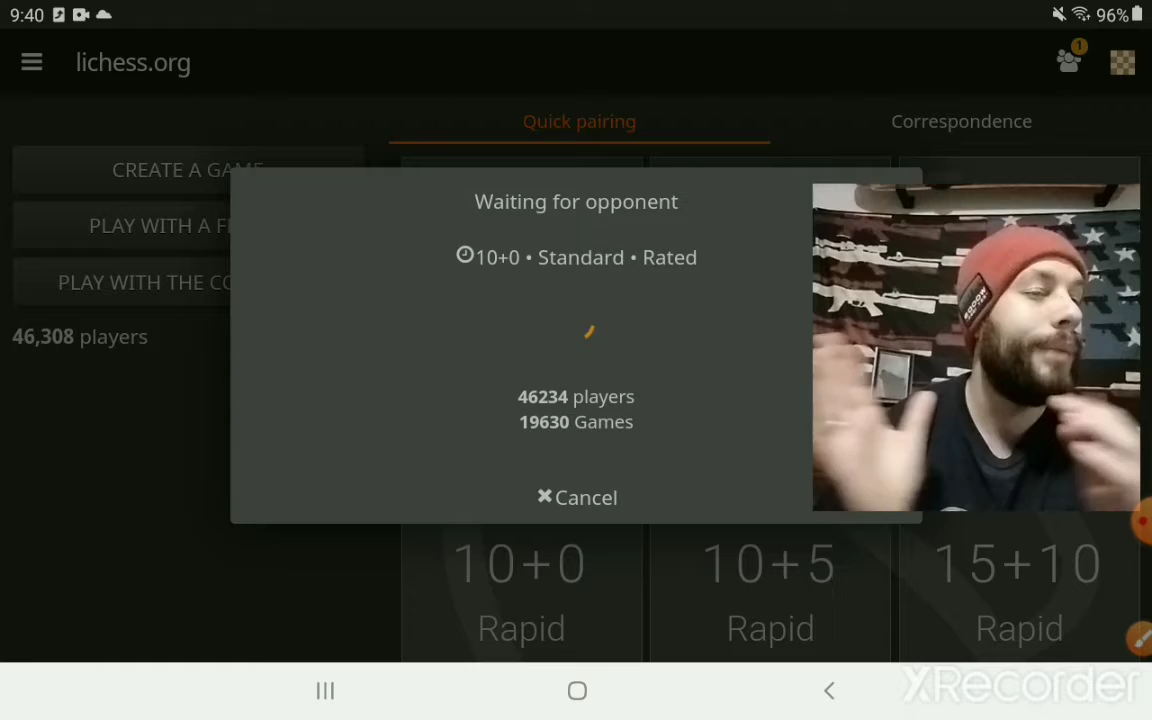 9:40
96%
lichess.org
1
Quick pairing
Correspondence
CREATE A GAME
PLAY WITH A F
PLAY WITH THE CO
46,308 players
Waiting for opponent
10+0 • Standard • Rated
46234 players
19630 Games
Cancel
10+0
10+5
15+10
Rapid
Rapid
Rapid
XRecorder